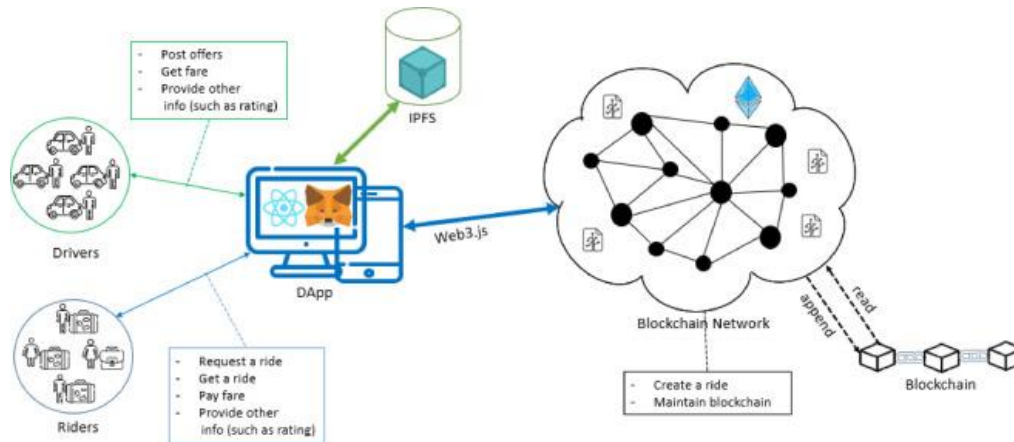 - Post offers
- Get fare
- Provide other
info (such as rating)
IPFS
Drivers
DApp
Web3.js
Riders
- Request a ride
- Get a ride
- Pay fare
- Provide other
info (such as rating)
Blockchain Network
- Create a ride
- Maintain blockchain
append
read
Blockchain